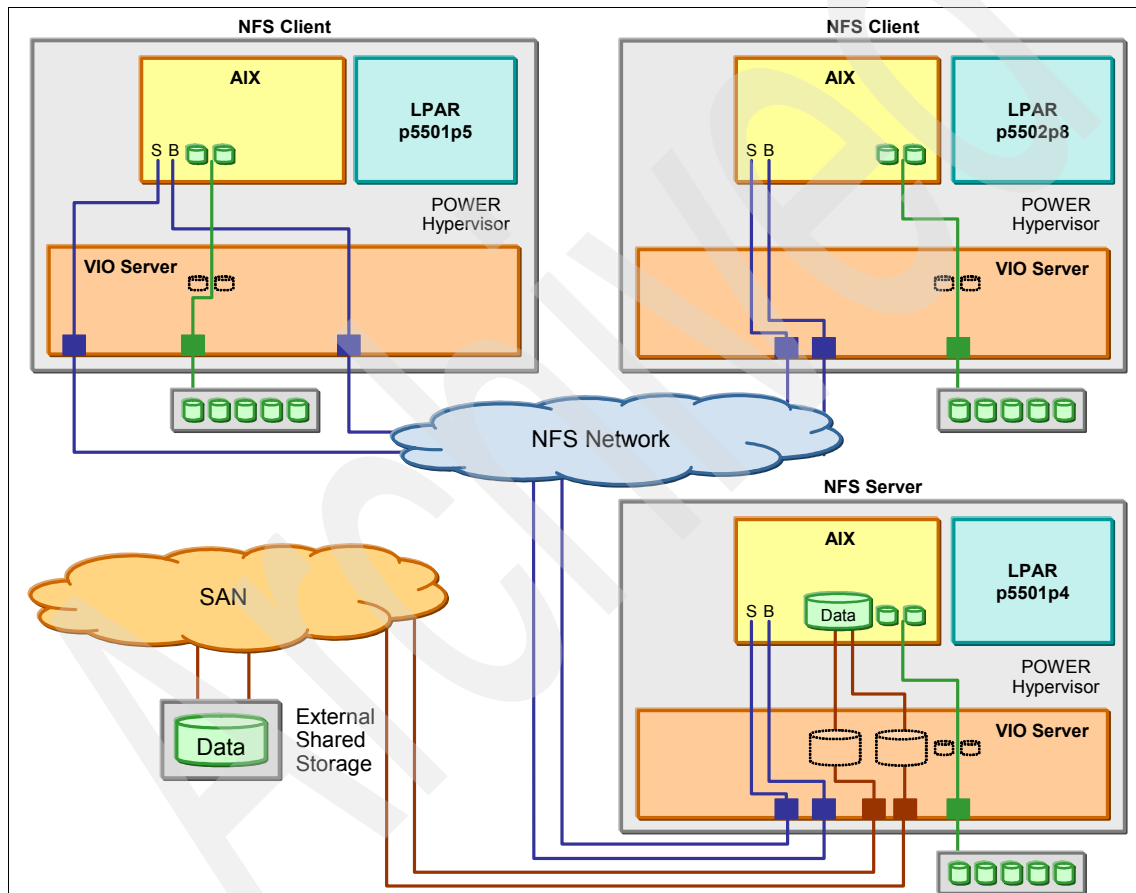 NFS Client
AIX
LPAR
p5501p5
S B
POWER
Hypervisor
VIO Server
NFS Client
AIX
LPAR
p5502p8
S B
POWER
Hypervisor
VIO Server
NFS Network
NFS Server
AIX
LPAR
p5501p4
S B
Data
POWER
Hypervisor
VIO Server
SAN
Data
External
Shared
Storage
Archived